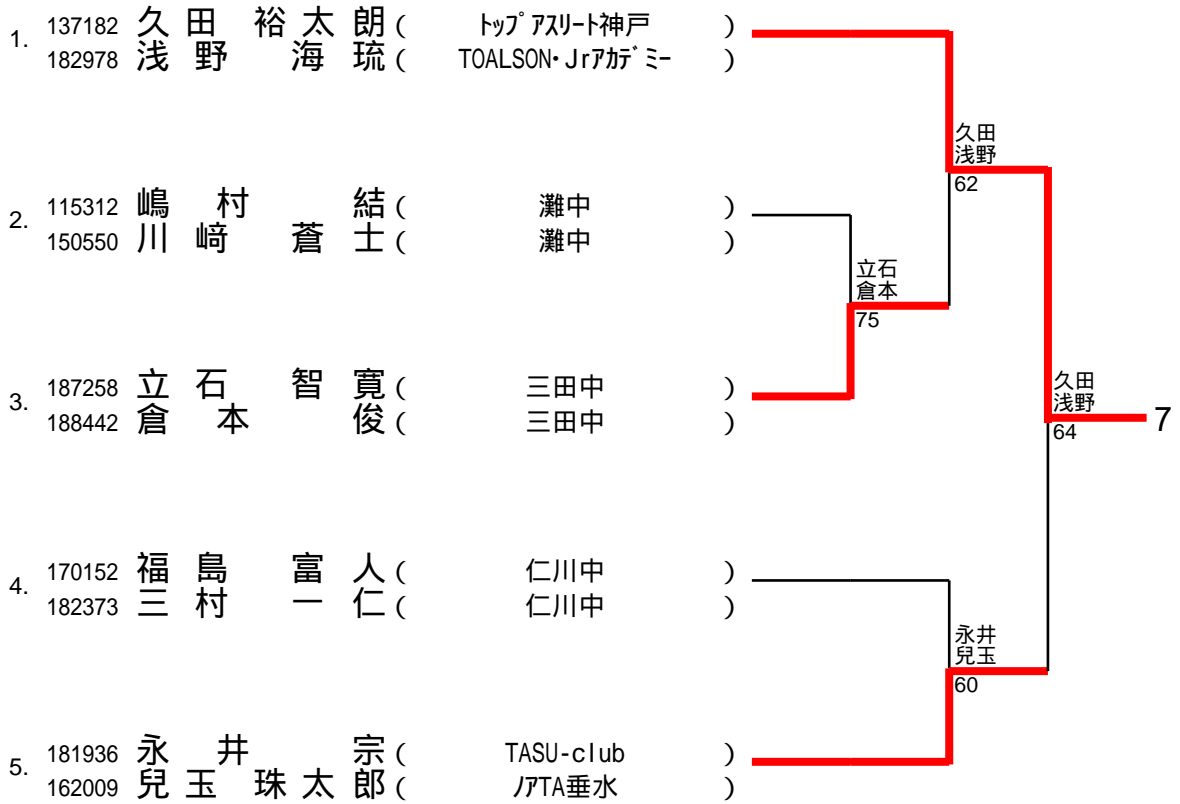 1. 137182 久田 裕太朗 ( トップアスリート神戸 )
182978 浅野 海琉 ( TOALSON・Jrアカデミー )
久田
浅野
62
2. 115312 嶋村 結 ( 灘中 )
150550 川﨑 蒼士 ( 灘中 )
立石
倉本
75
3. 187258 立石 智寛 ( 三田中 )
188442 倉本 俊 ( 三田中 )
久田
浅野
64
7
4. 170152 福島 富人 ( 仁川中 )
182373 三村 一仁 ( 仁川中 )
永井
兒玉
60
5. 181936 永井 宗 ( TASU-club )
162009 兒玉 珠太郎 ( ノアTA垂水 )